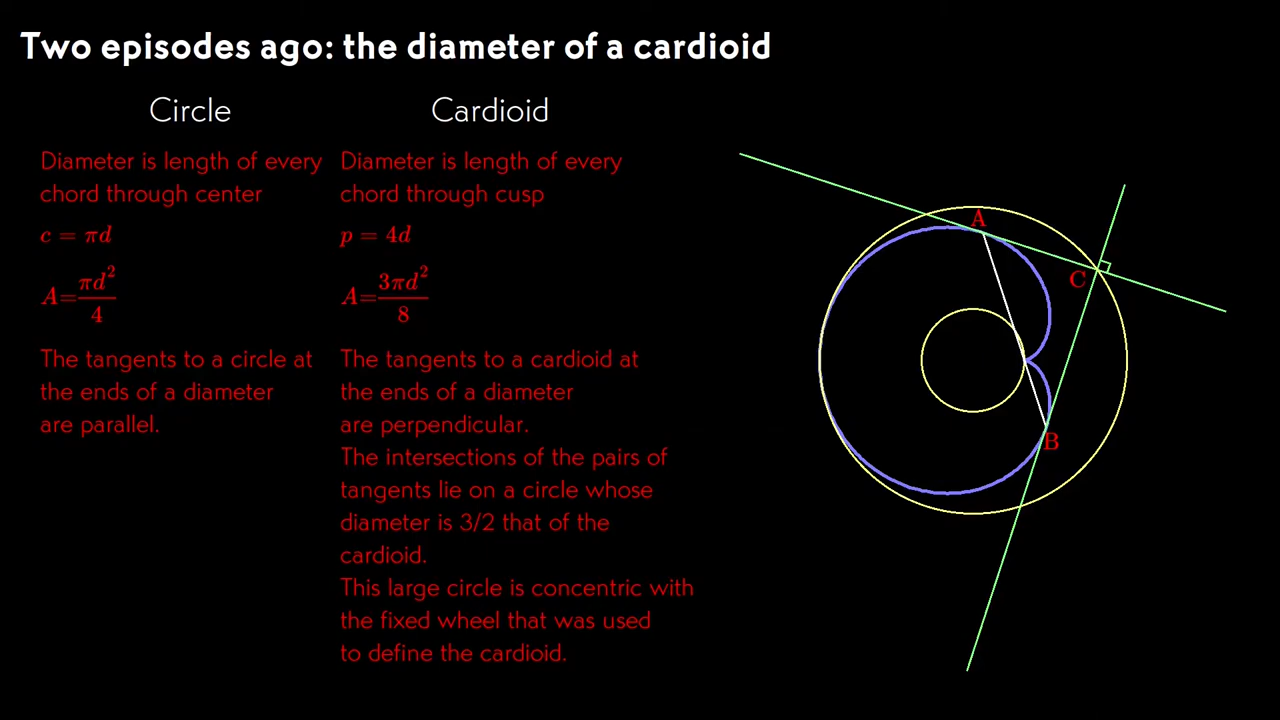 Two episodes ago: the diameter of a cardioid
Circle
Diameter is length of every
chord through center
c = πd
A=πd²/4
The tangents to a circle at
the ends of a diameter
are parallel.
Cardioid
Diameter is length of every
chord through cusp
p = 4d
A=3πd²/8
The tangents to a cardioid at
the ends of a diameter
are perpendicular.
The intersections of the pairs of
tangents lie on a circle whose
diameter is 3/2 that of the
cardioid.
This large circle is concentric with
the fixed wheel that was used
to define the cardioid.
A
C
B